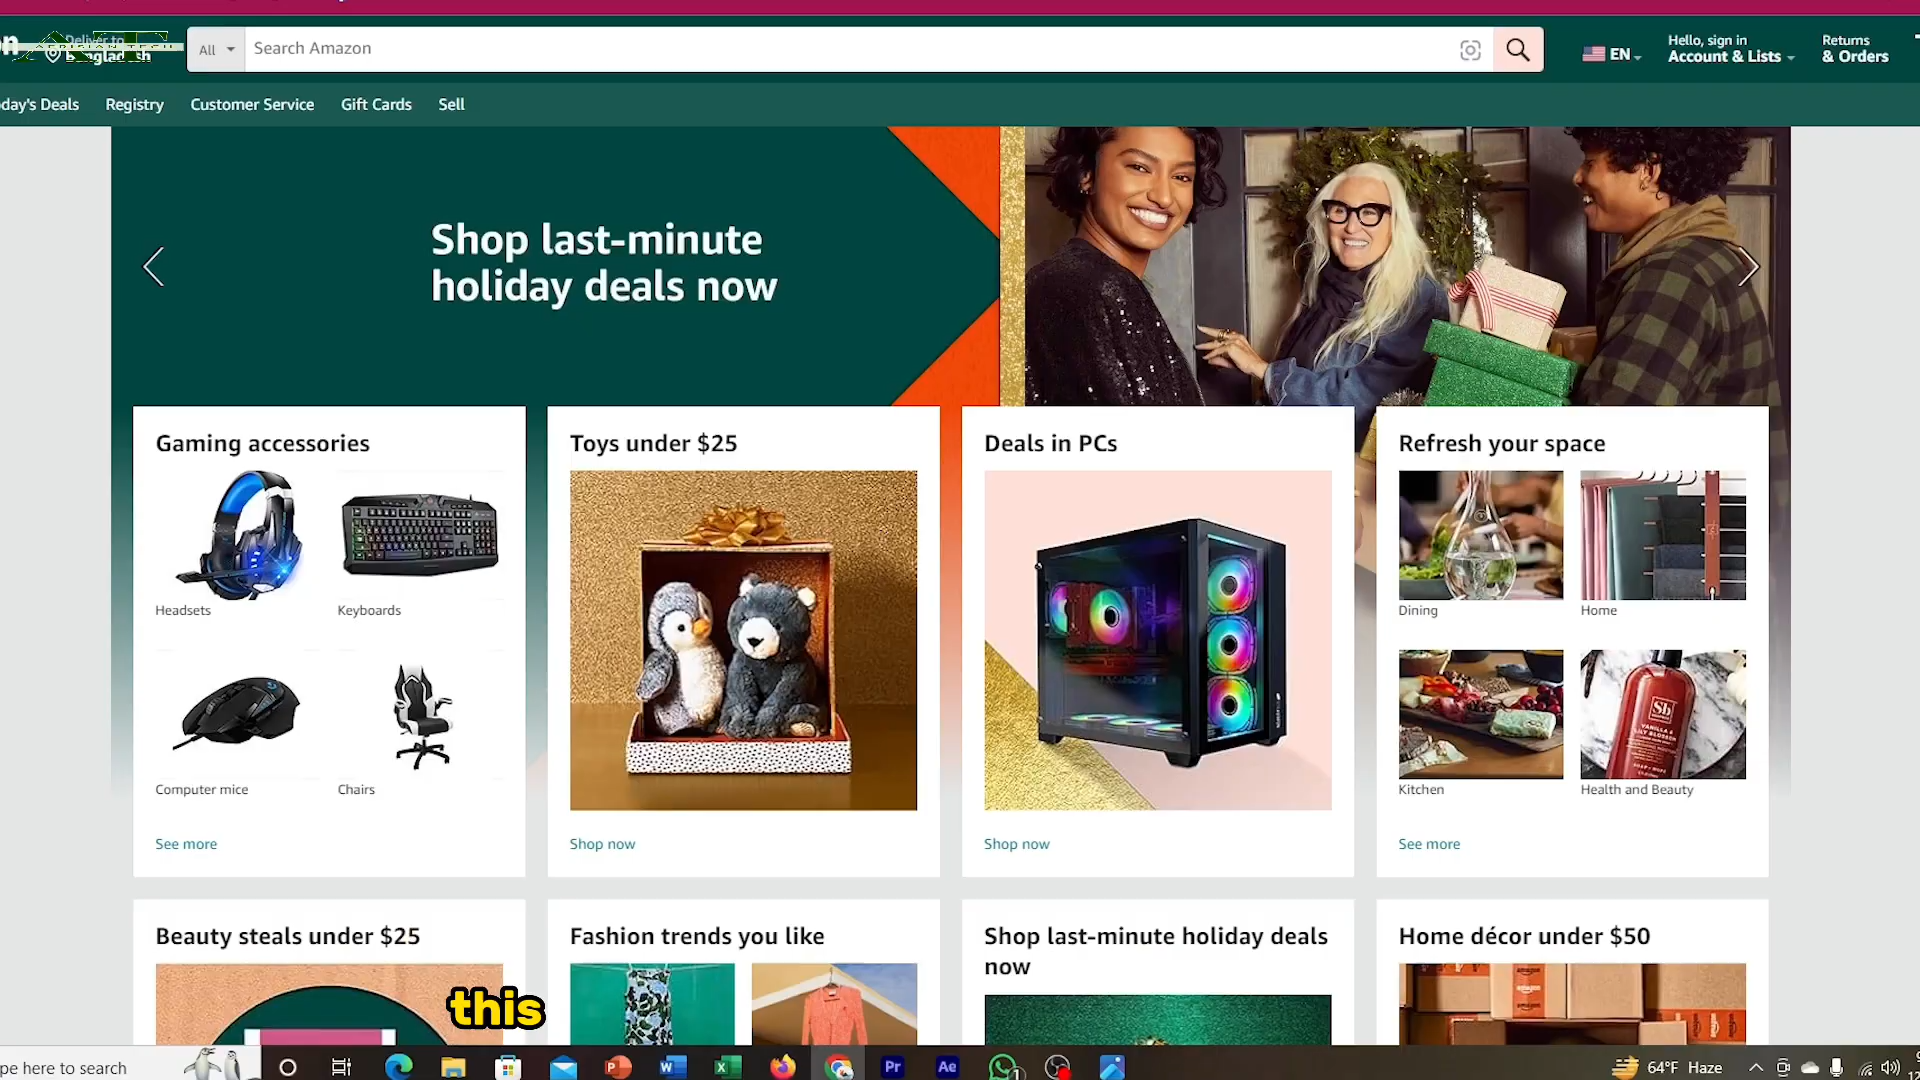 Deliver to
Bangladesh
All
Search Amazon
EN
Hello, sign in
Account & Lists
Returns
& Orders
day's Deals
Registry
Customer Service
Gift Cards
Sell
Shop last-minute
holiday deals now
Gaming accessories
Headsets
Keyboards
Computer mice
Chairs
See more
Toys under $25
Shop now
Deals in PCs
Shop now
Refresh your space
Dining
Home
Kitchen
Health and Beauty
See more
Beauty steals under $25
Fashion trends you like
Shop last-minute holiday deals
now
Home décor under $50
this
pe here to search
64°F Haze